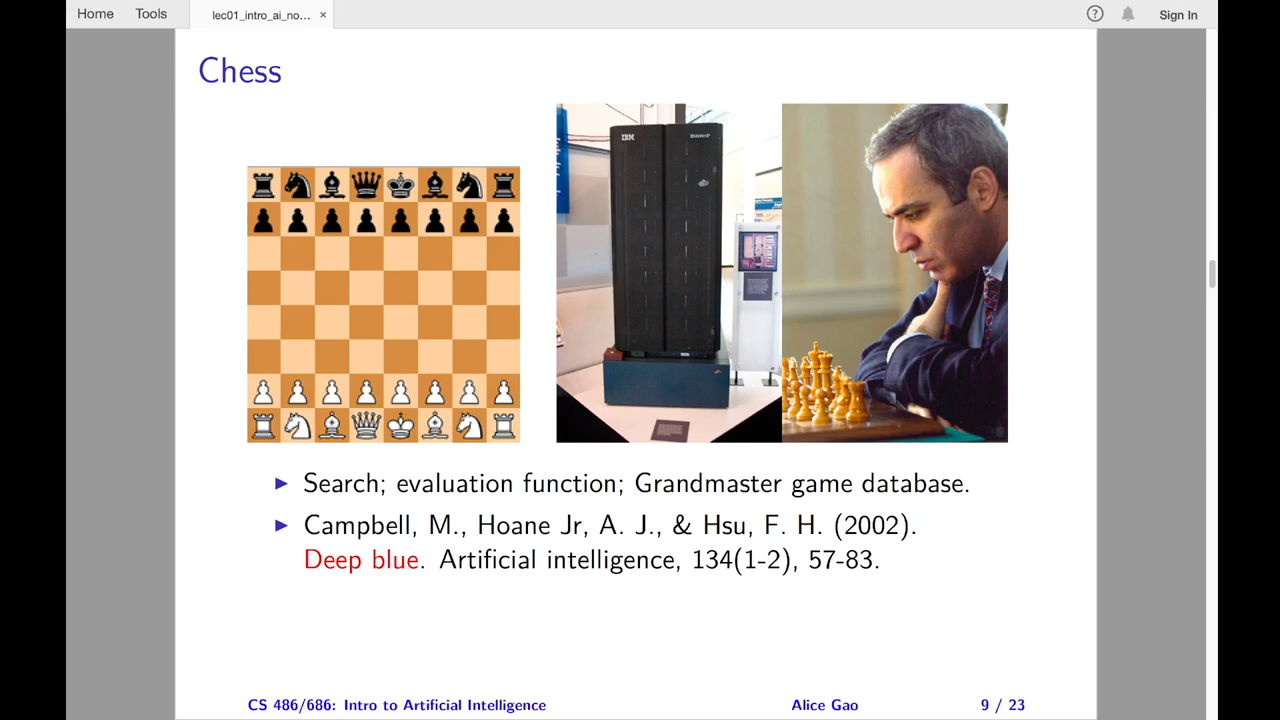 Home Tools lec01_intro_ai_no... × Sign In
Chess
IBM
Search; evaluation function; Grandmaster game database.
Campbell, M., Hoane Jr, A. J., & Hsu, F. H. (2002).
Deep blue. Artificial intelligence, 134(1-2), 57-83.
CS 486/686: Intro to Artificial Intelligence Alice Gao 9 / 23